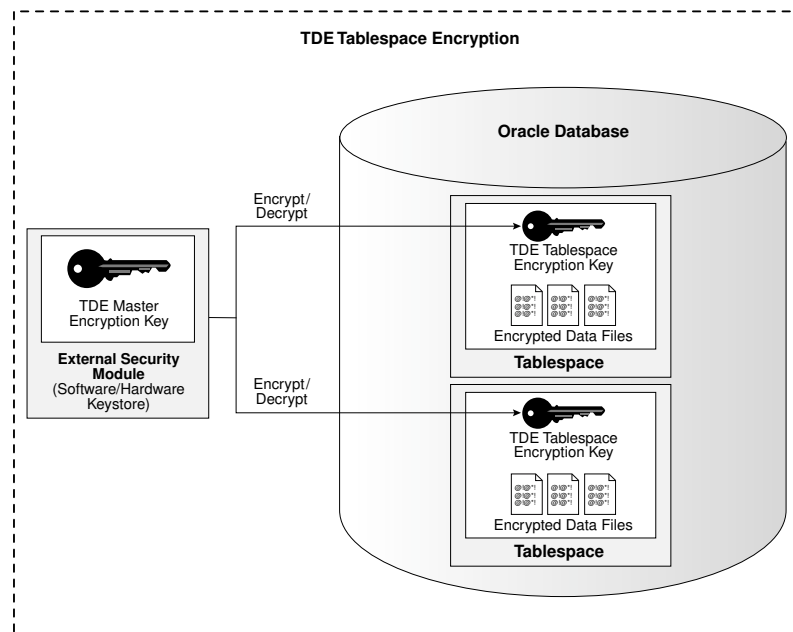 TDE Tablespace Encryption
Oracle Database
Encrypt/
Decrypt
TDE Tablespace
Encryption Key
@!@*!
@!@*!
@!@*!
@!@*!
@!@*!
@!@*!
@!@*!
@!@*!
@!@*!
Encrypted Data Files
Tablespace
TDE Master
Encryption Key
External Security
Module
(Software/Hardware
Keystore)
Encrypt/
Decrypt
TDE Tablespace
Encryption Key
@!@*!
@!@*!
@!@*!
@!@*!
@!@*!
@!@*!
@!@*!
@!@*!
@!@*!
Encrypted Data Files
Tablespace